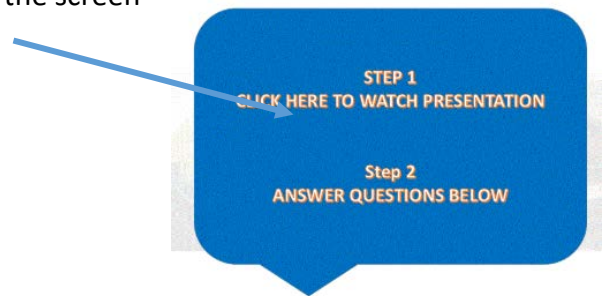 the screen
STEP 1
CLICK HERE TO WATCH PRESENTATION
Step 2
ANSWER QUESTIONS BELOW